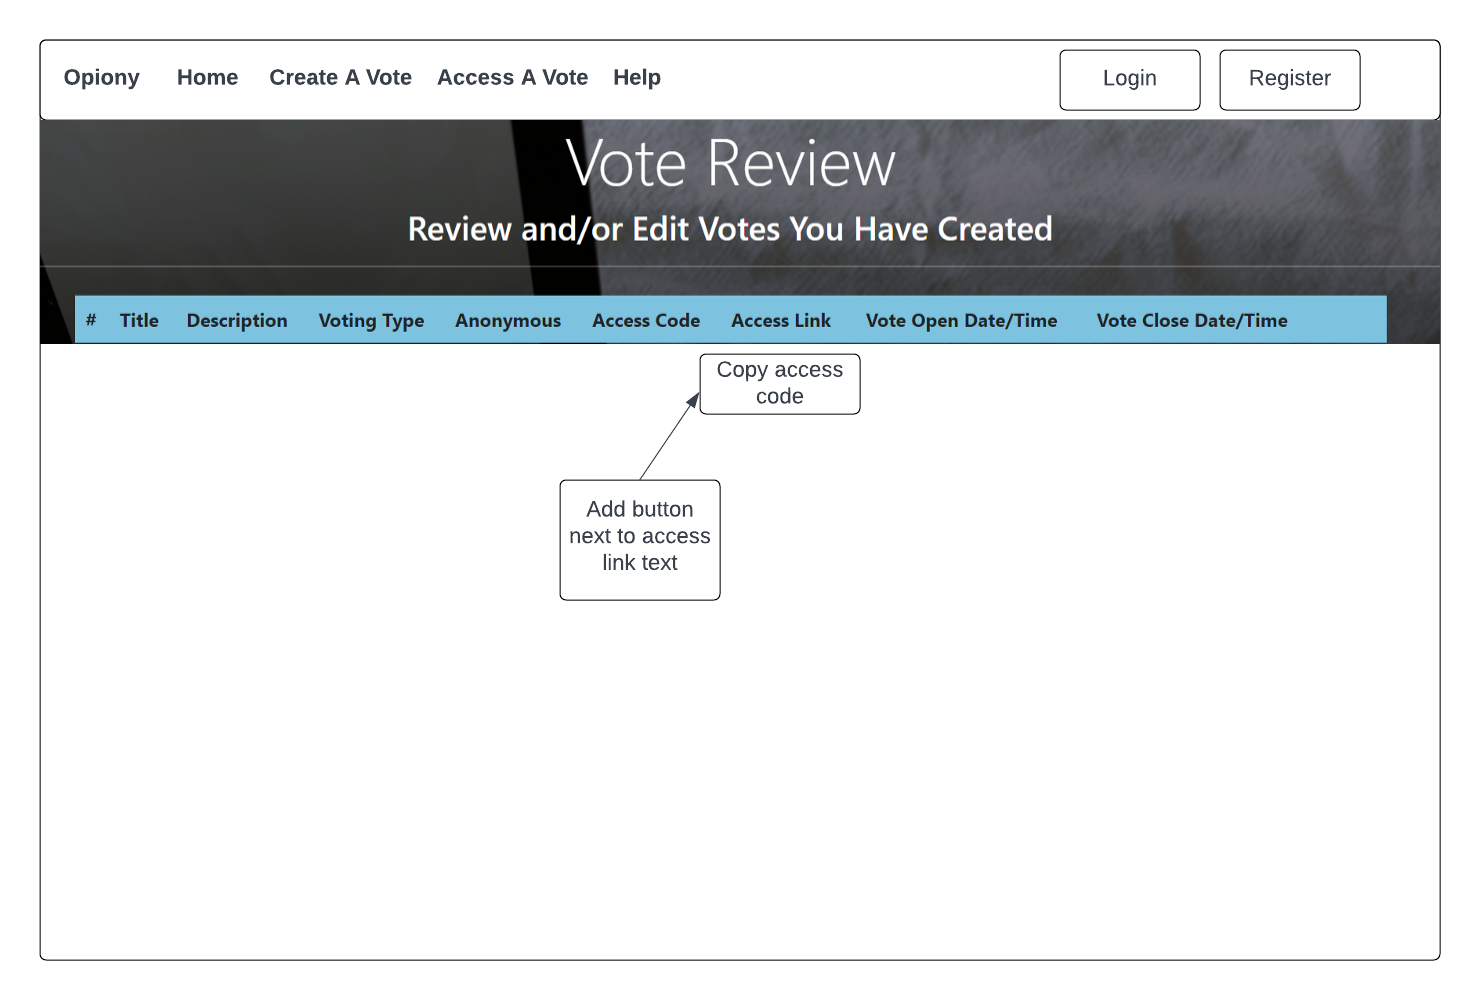 Opiony Home Create A Vote Access A Vote Help Login Register
Vote Review
Review and/or Edit Votes You Have Created
# Title Description Voting Type Anonymous Access Code Access Link Vote Open Date/Time Vote Close Date/Time
Copy access
code
Add button
next to access
link text